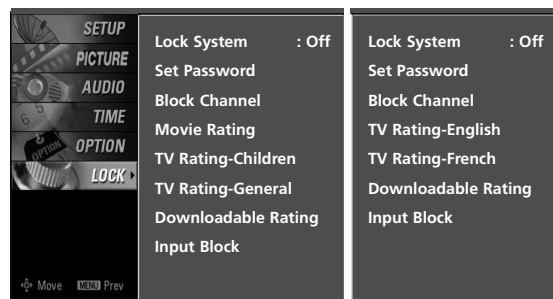 SETUP
PICTURE
AUDIO
TIME
OPTION
LOCK
Move MENU Prev
Lock System : Off
Set Password
Block Channel
Movie Rating
TV Rating-Children
TV Rating-General
Downloadable Rating
Input Block
Lock System : Off
Set Password
Block Channel
TV Rating-English
TV Rating-French
Downloadable Rating
Input Block